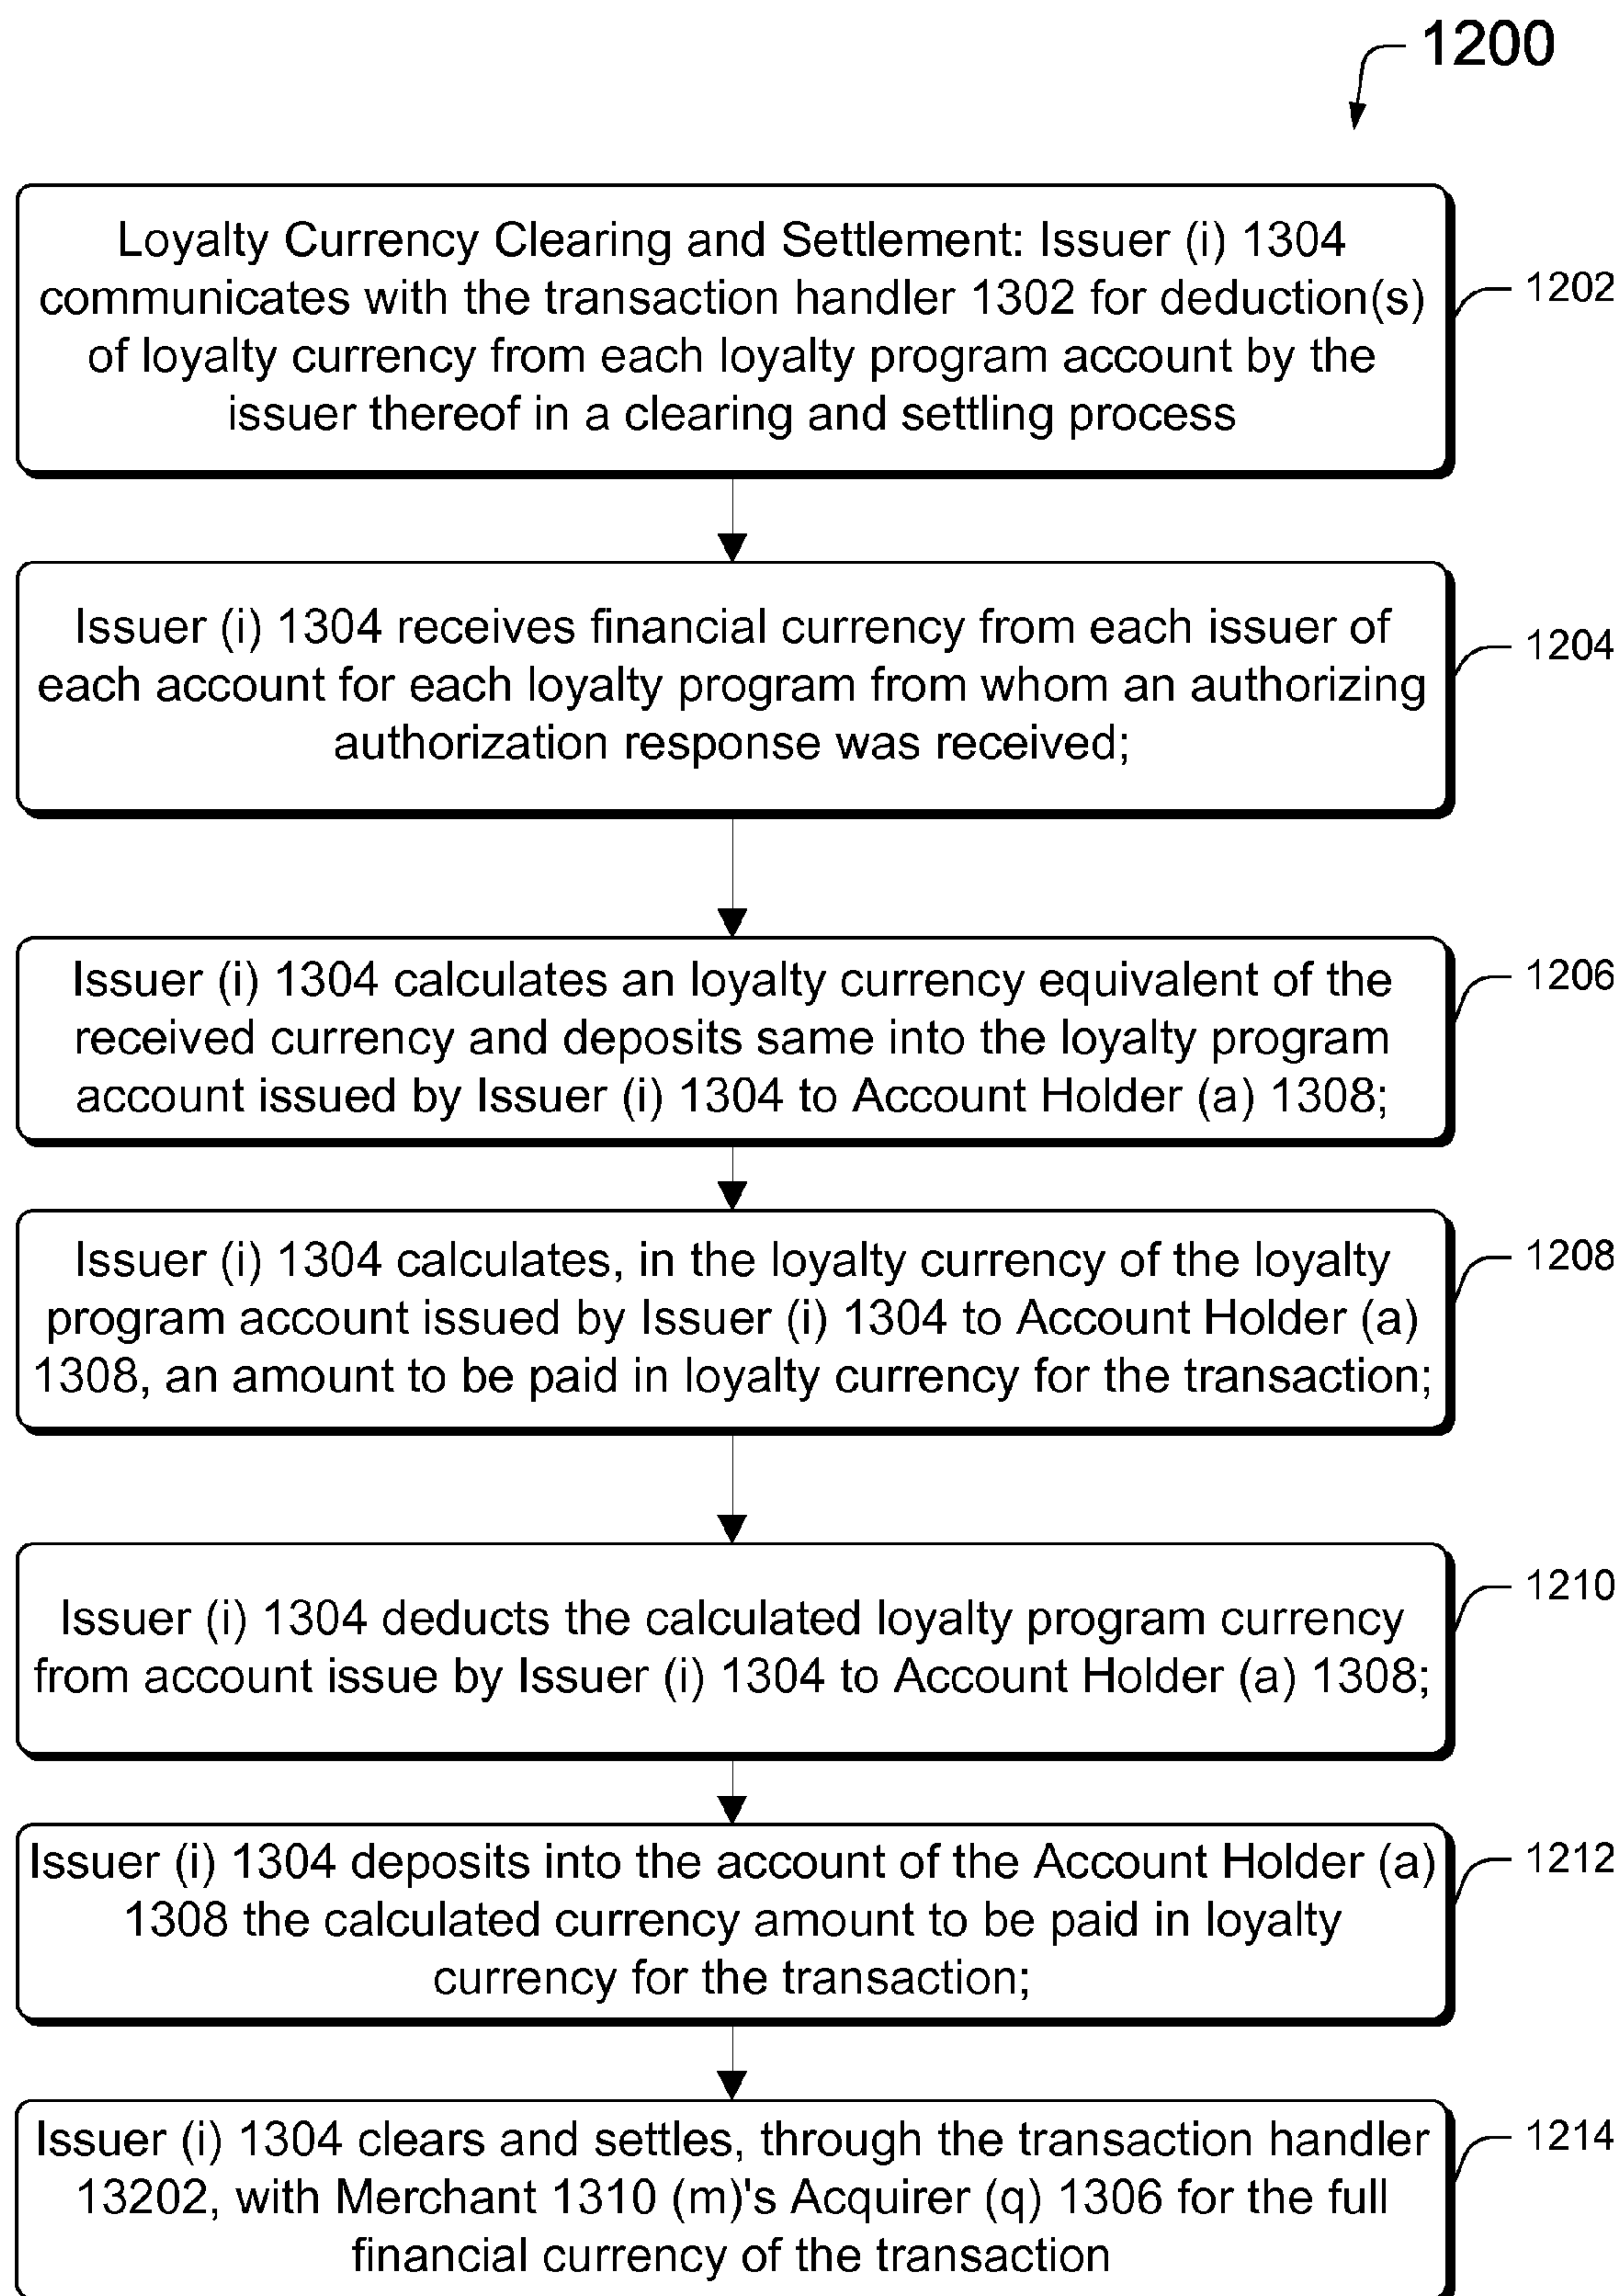 1200
Loyalty Currency Clearing and Settlement: Issuer (i) 1304
communicates with the transaction handler 1302 for deduction(s)
of loyalty currency from each loyalty program account by the
issuer thereof in a clearing and settling process
1202
Issuer (i) 1304 receives financial currency from each issuer of
each account for each loyalty program from whom an authorizing
authorization response was received;
1204
Issuer (i) 1304 calculates an loyalty currency equivalent of the
received currency and deposits same into the loyalty program
account issued by Issuer (i) 1304 to Account Holder (a) 1308;
1206
Issuer (i) 1304 calculates, in the loyalty currency of the loyalty
program account issued by Issuer (i) 1304 to Account Holder (a)
1308, an amount to be paid in loyalty currency for the transaction;
1208
Issuer (i) 1304 deducts the calculated loyalty program currency
from account issue by Issuer (i) 1304 to Account Holder (a) 1308;
1210
Issuer (i) 1304 deposits into the account of the Account Holder (a)
1308 the calculated currency amount to be paid in loyalty
currency for the transaction;
1212
Issuer (i) 1304 clears and settles, through the transaction handler
13202, with Merchant 1310 (m)'s Acquirer (q) 1306 for the full
financial currency of the transaction
1214